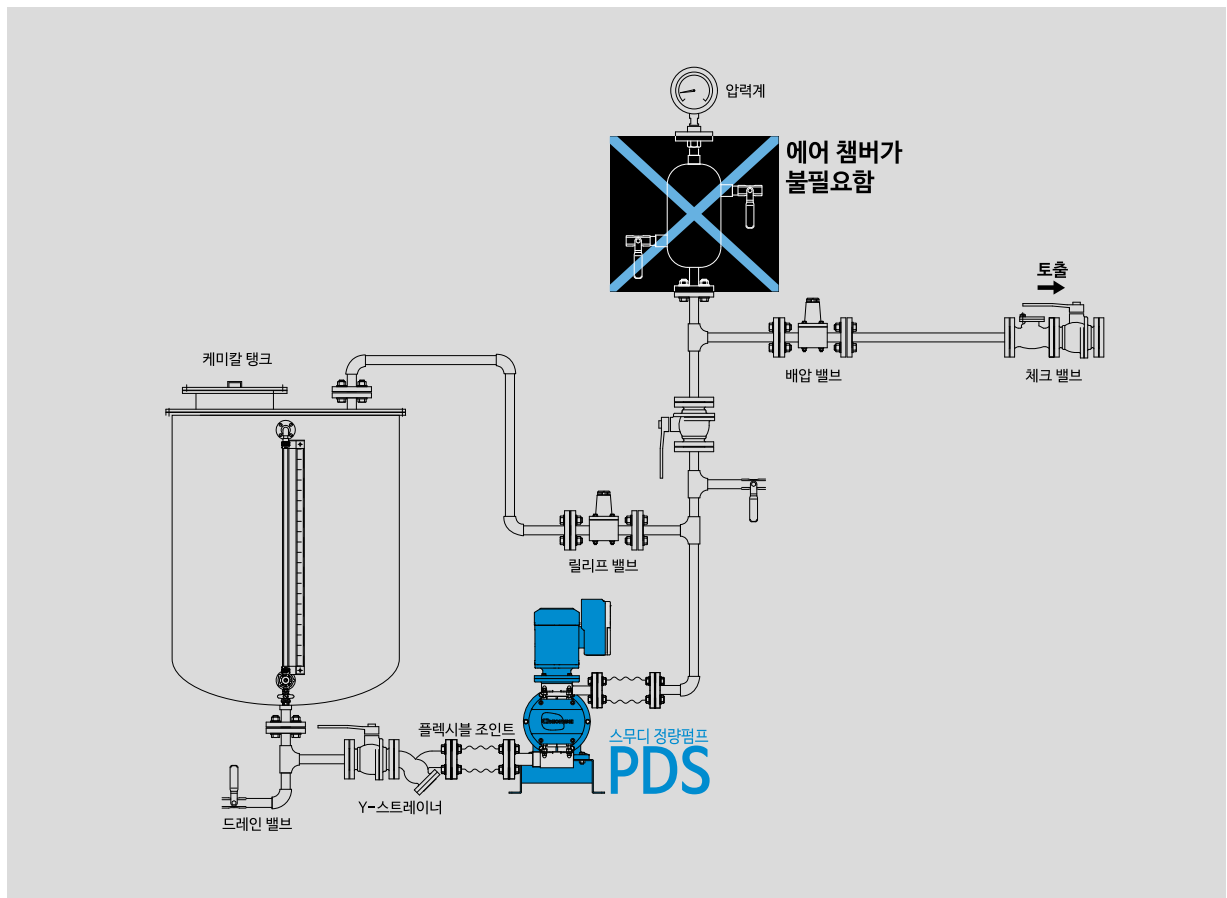 압력계
에어 챔버가
불필요함
토출
케미칼 탱크
배압 밸브
체크 밸브
릴리프 밸브
플렉시블 조인트
스무디 정량펌프
PDS
Y-스트레이너
드레인 밸브